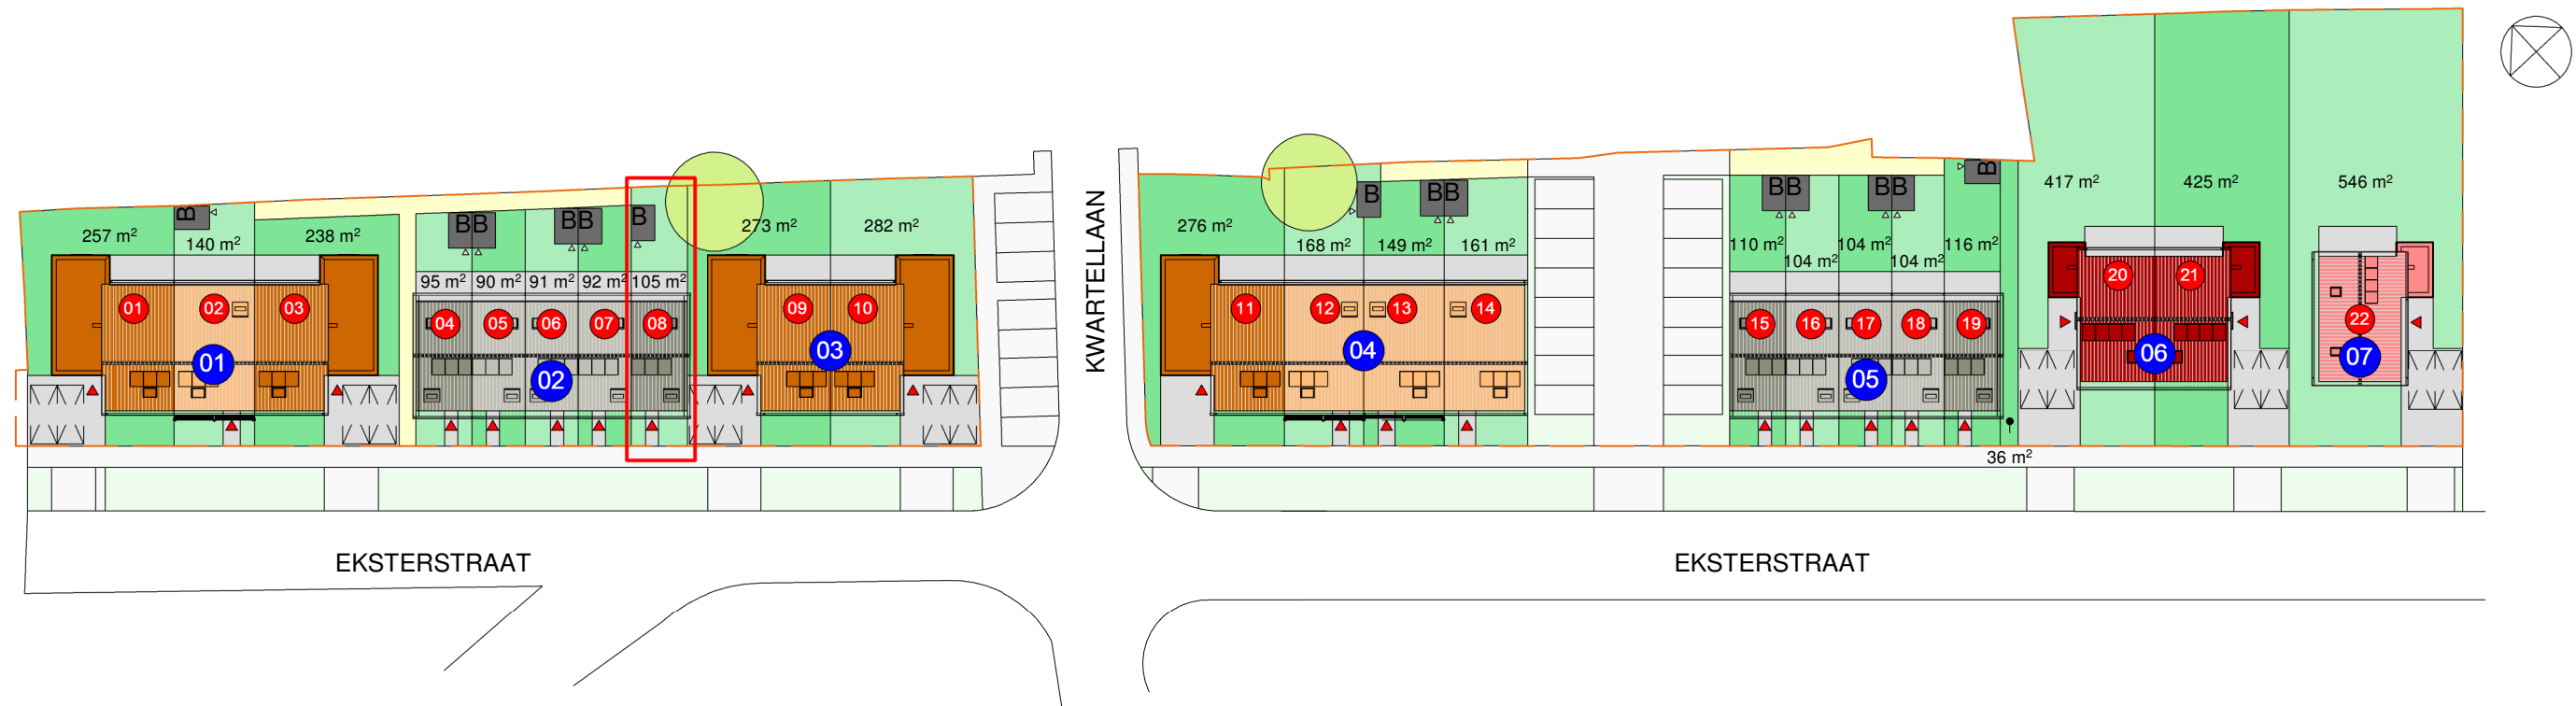 257 m²
B
140 m²
238 m²
01
02
03
01
BB
BB
B
95 m²
90 m²
91 m²
92 m²
105 m²
04
05
06
07
08
02
273 m²
282 m²
09
10
03
KWARTELLAAN
276 m²
B
BB
168 m²
149 m²
161 m²
11
12
13
14
04
BB
BB
B
110 m²
104 m²
104 m²
104 m²
116 m²
15
16
17
18
19
05
417 m²
425 m²
546 m²
20
21
06
22
07
36 m²
EKSTERSTRAAT
EKSTERSTRAAT